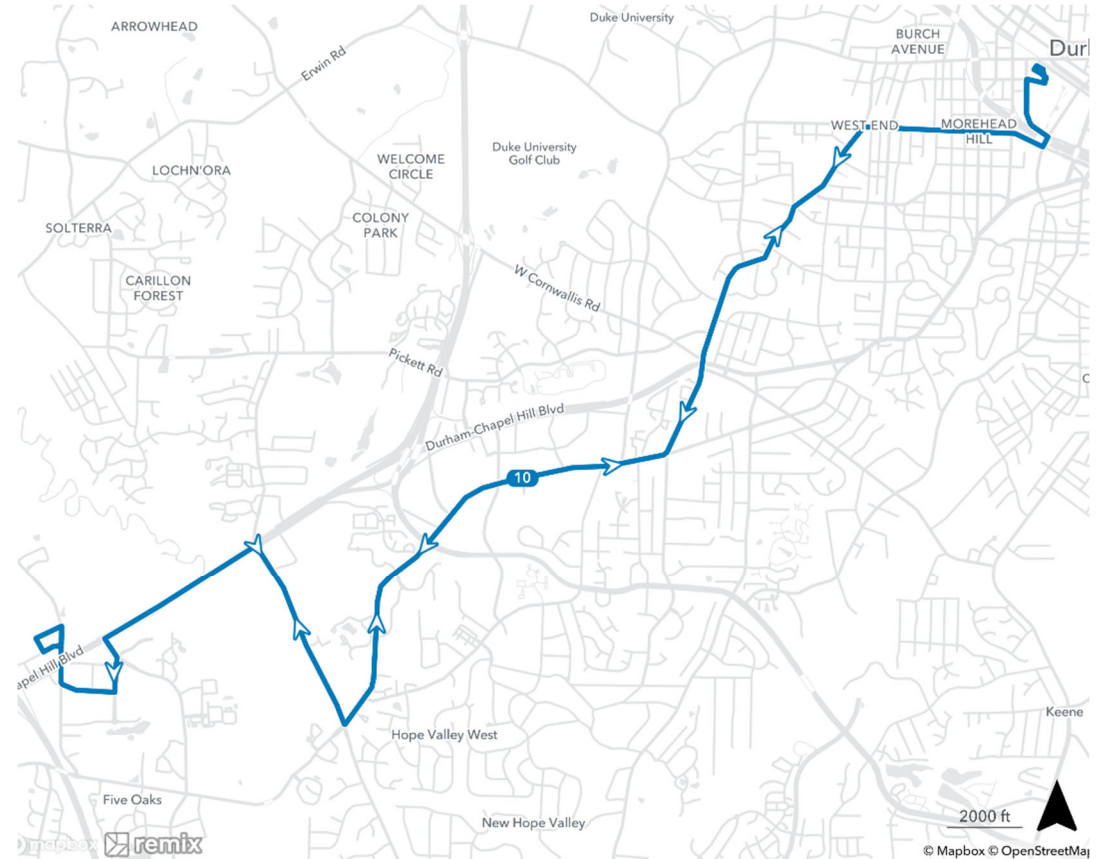 Duke University
ARROWHEAD
BURCH
AVENUE
Durl
Erwin Rd
WEST END
MOREHEAD
HILL
Duke University
Golf Club
WELCOME
CIRCLE
LOCHN'ORA
COLONY
PARK
SOLTERRA
CARILLON
FOREST
W Cornwallis Rd
Pickett Rd
Durham-Chapel Hill Blvd
10
apel Hill Blvd
Keene
Hope Valley West
Five Oaks
New Hope Valley
2000 ft
mapbox
remix
© Mapbox © OpenStreetMap